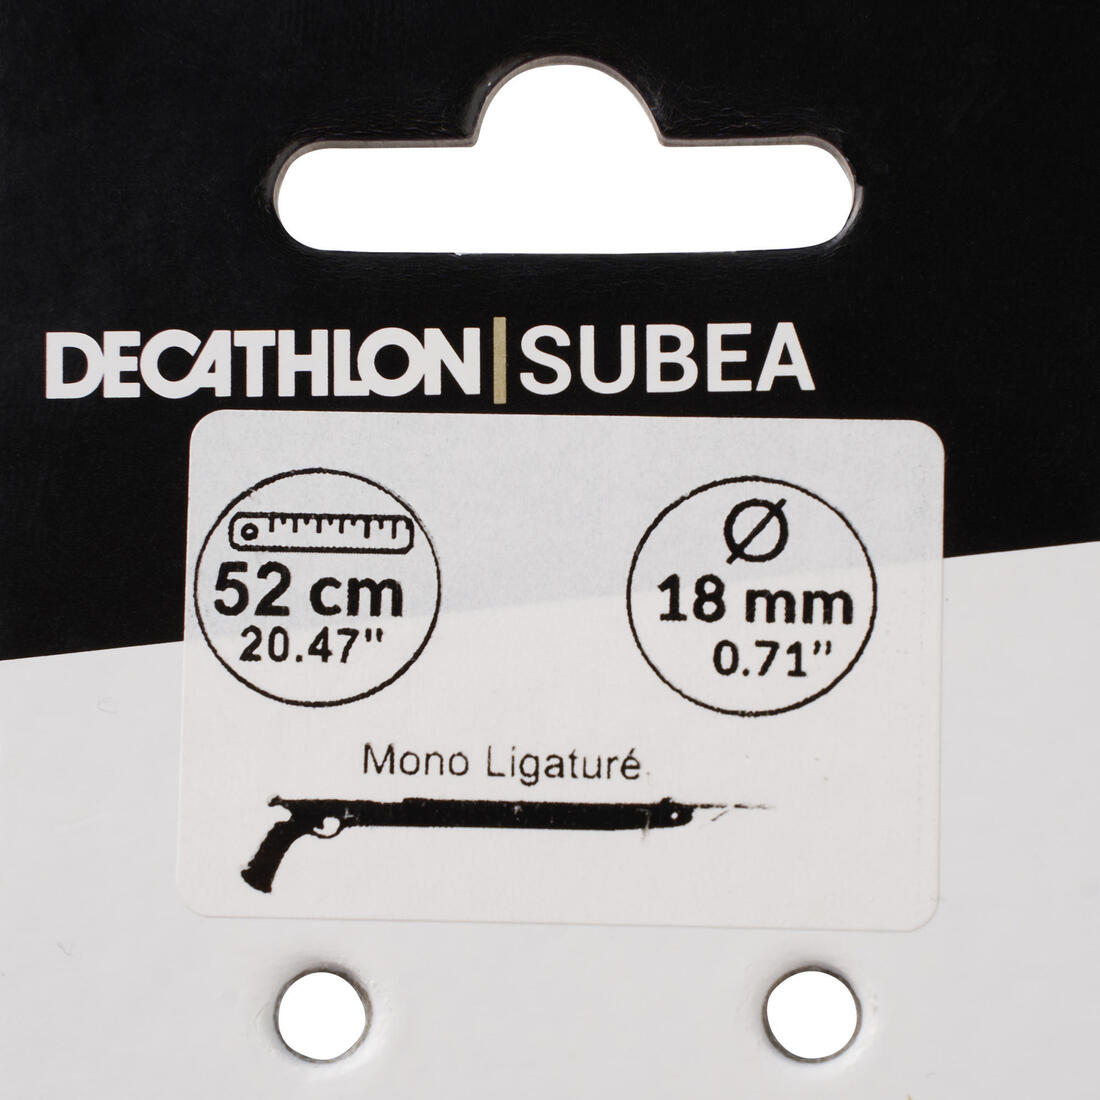 DECATHLON | SUBEA
52 cm
20.47"
Ø
18 mm
0.71”
Mono Ligaturé